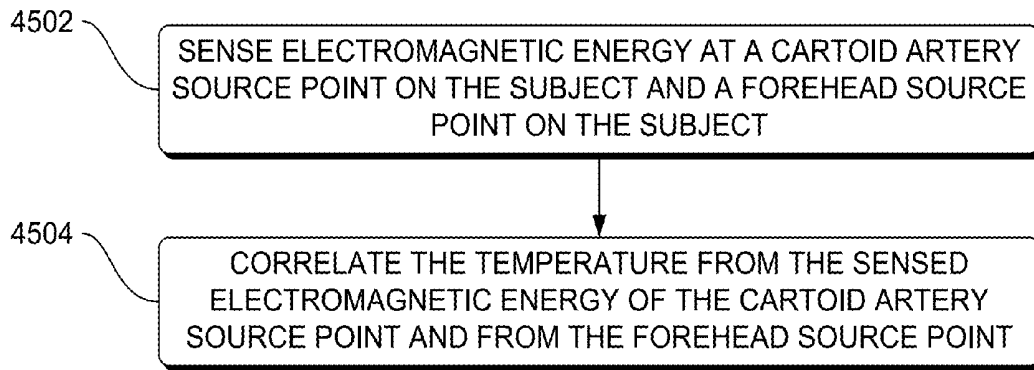 4502
SENSE ELECTROMAGNETIC ENERGY AT A CARTOID ARTERY
SOURCE POINT ON THE SUBJECT AND A FOREHEAD SOURCE
POINT ON THE SUBJECT
4504
CORRELATE THE TEMPERATURE FROM THE SENSED
ELECTROMAGNETIC ENERGY OF THE CARTOID ARTERY
SOURCE POINT AND FROM THE FOREHEAD SOURCE POINT